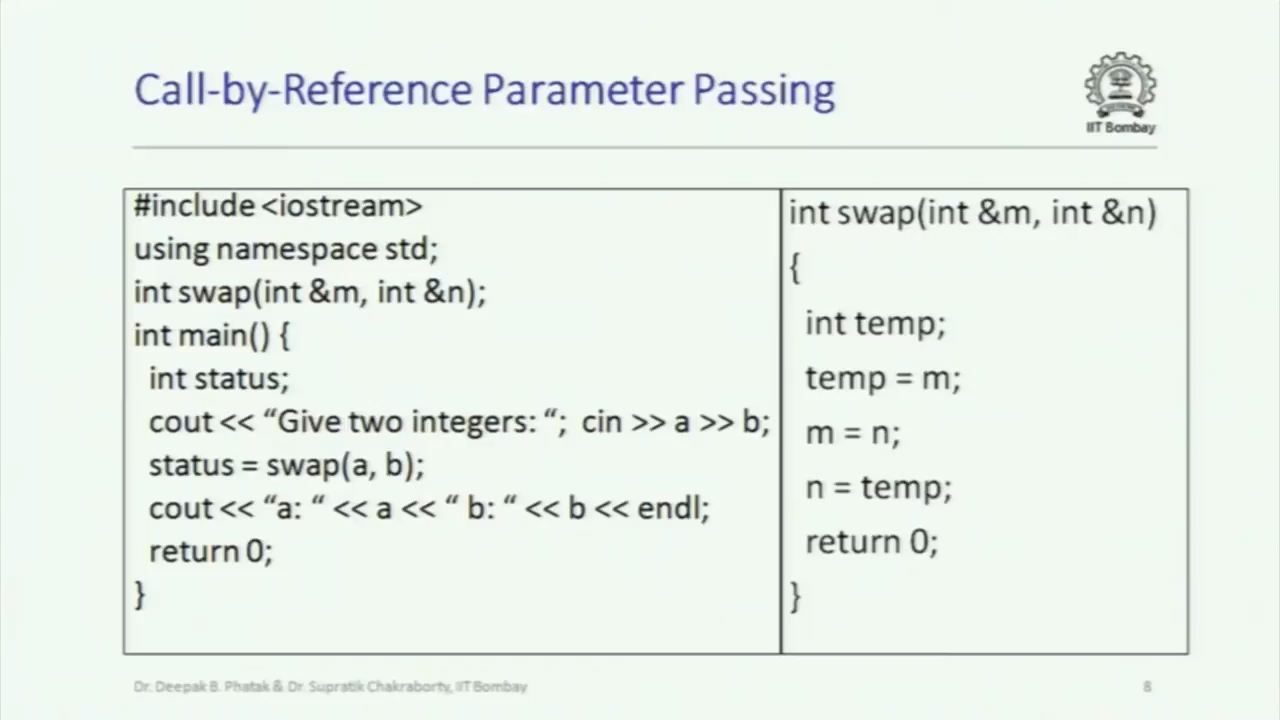 Call-by-Reference Parameter Passing
IIT Bombay
#include <iostream>
using namespace std;
int swap(int &m, int &n);
int main() {
int status;
cout << “Give two integers: “; cin >> a >> b;
status = swap(a, b);
cout << “a: “ << a << “ b: “ << b << endl;
return 0;
}
int swap(int &m, int &n)
{
int temp;
temp = m;
m = n;
n = temp;
return 0;
}
Dr. Deepak B. Phatak & Dr. Supratik Chakraborty, IIT Bombay
8